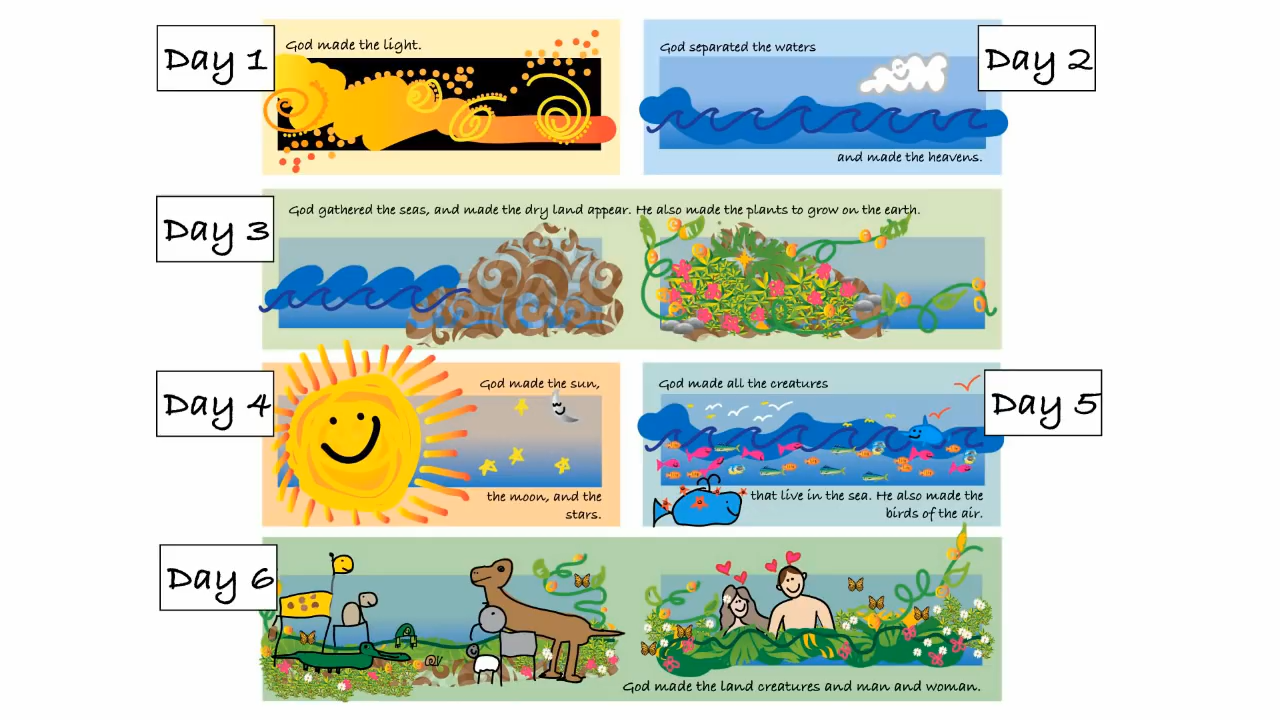 Day 1
God made the light.
God separated the waters
and made the heavens.
Day 2
Day 3
God gathered the seas, and made the dry land appear. He also made the plants to grow on the earth.
Day 4
God made the sun,
the moon, and the
stars.
God made all the creatures
that live in the sea. He also made the
birds of the air.
Day 5
Day 6
God made the land creatures and man and woman.